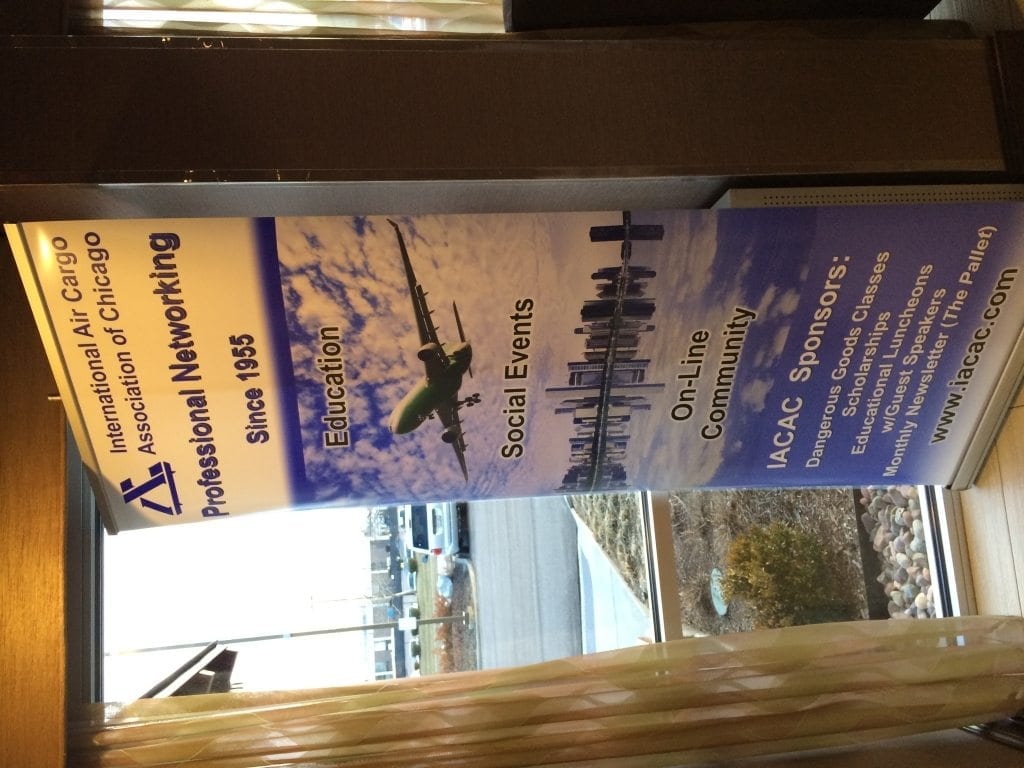 International Air Cargo
Association of Chicago
Professional Networking
Since 1955
Education
Social Events
On-Line
Community
IACAC Sponsors:
Dangerous Goods Classes
Scholarships
Educational Luncheons
w/Guest Speakers
Monthly Newsletter (The Pallet)
www.iacac.com